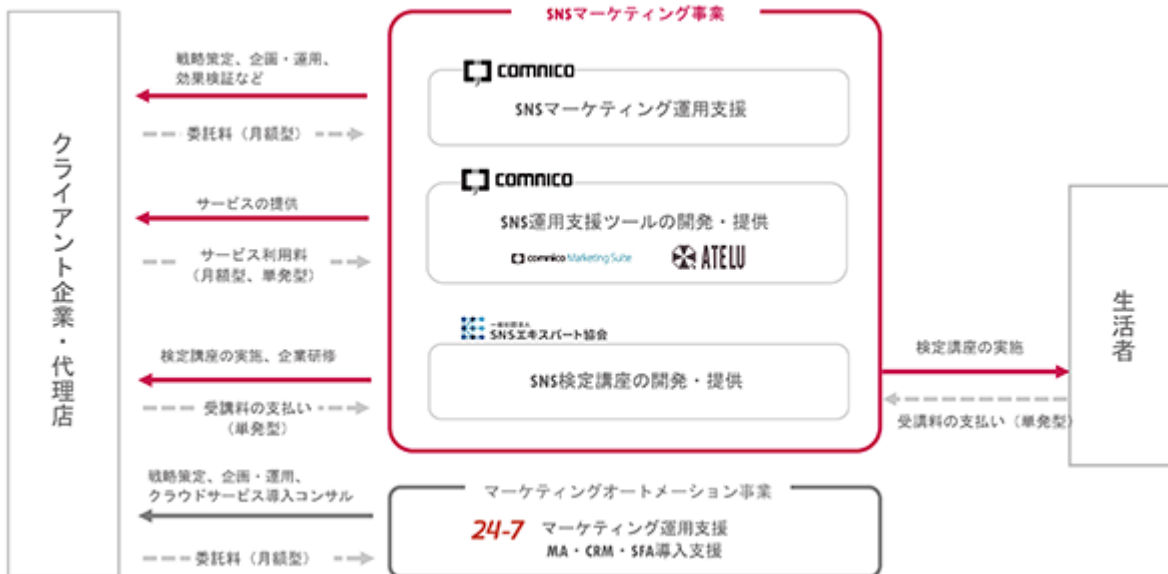 SNSマーケティング事業
戦略策定、企画・運用、
効果検証など
委託料（月額型）
comnico
SNSマーケティング運用支援
サービスの提供
サービス利用料
（月額型、単発型）
comnico
SNS運用支援ツールの開発・提供
comnico Marketing Suite
ATELU
検定講座の実施、企業研修
受講料の支払い
（単発型）
一般社団法人
SNSエキスパート協会
SNS検定講座の開発・提供
検定講座の実施
受講料の支払い（単発型）
クライアント企業・代理店
生活者
戦略策定、企画・運用、
クラウドサービス導入コンサル
委託料（月額型）
マーケティングオートメーション事業
24-7
マーケティング運用支援
MA・CRM・SFA導入支援